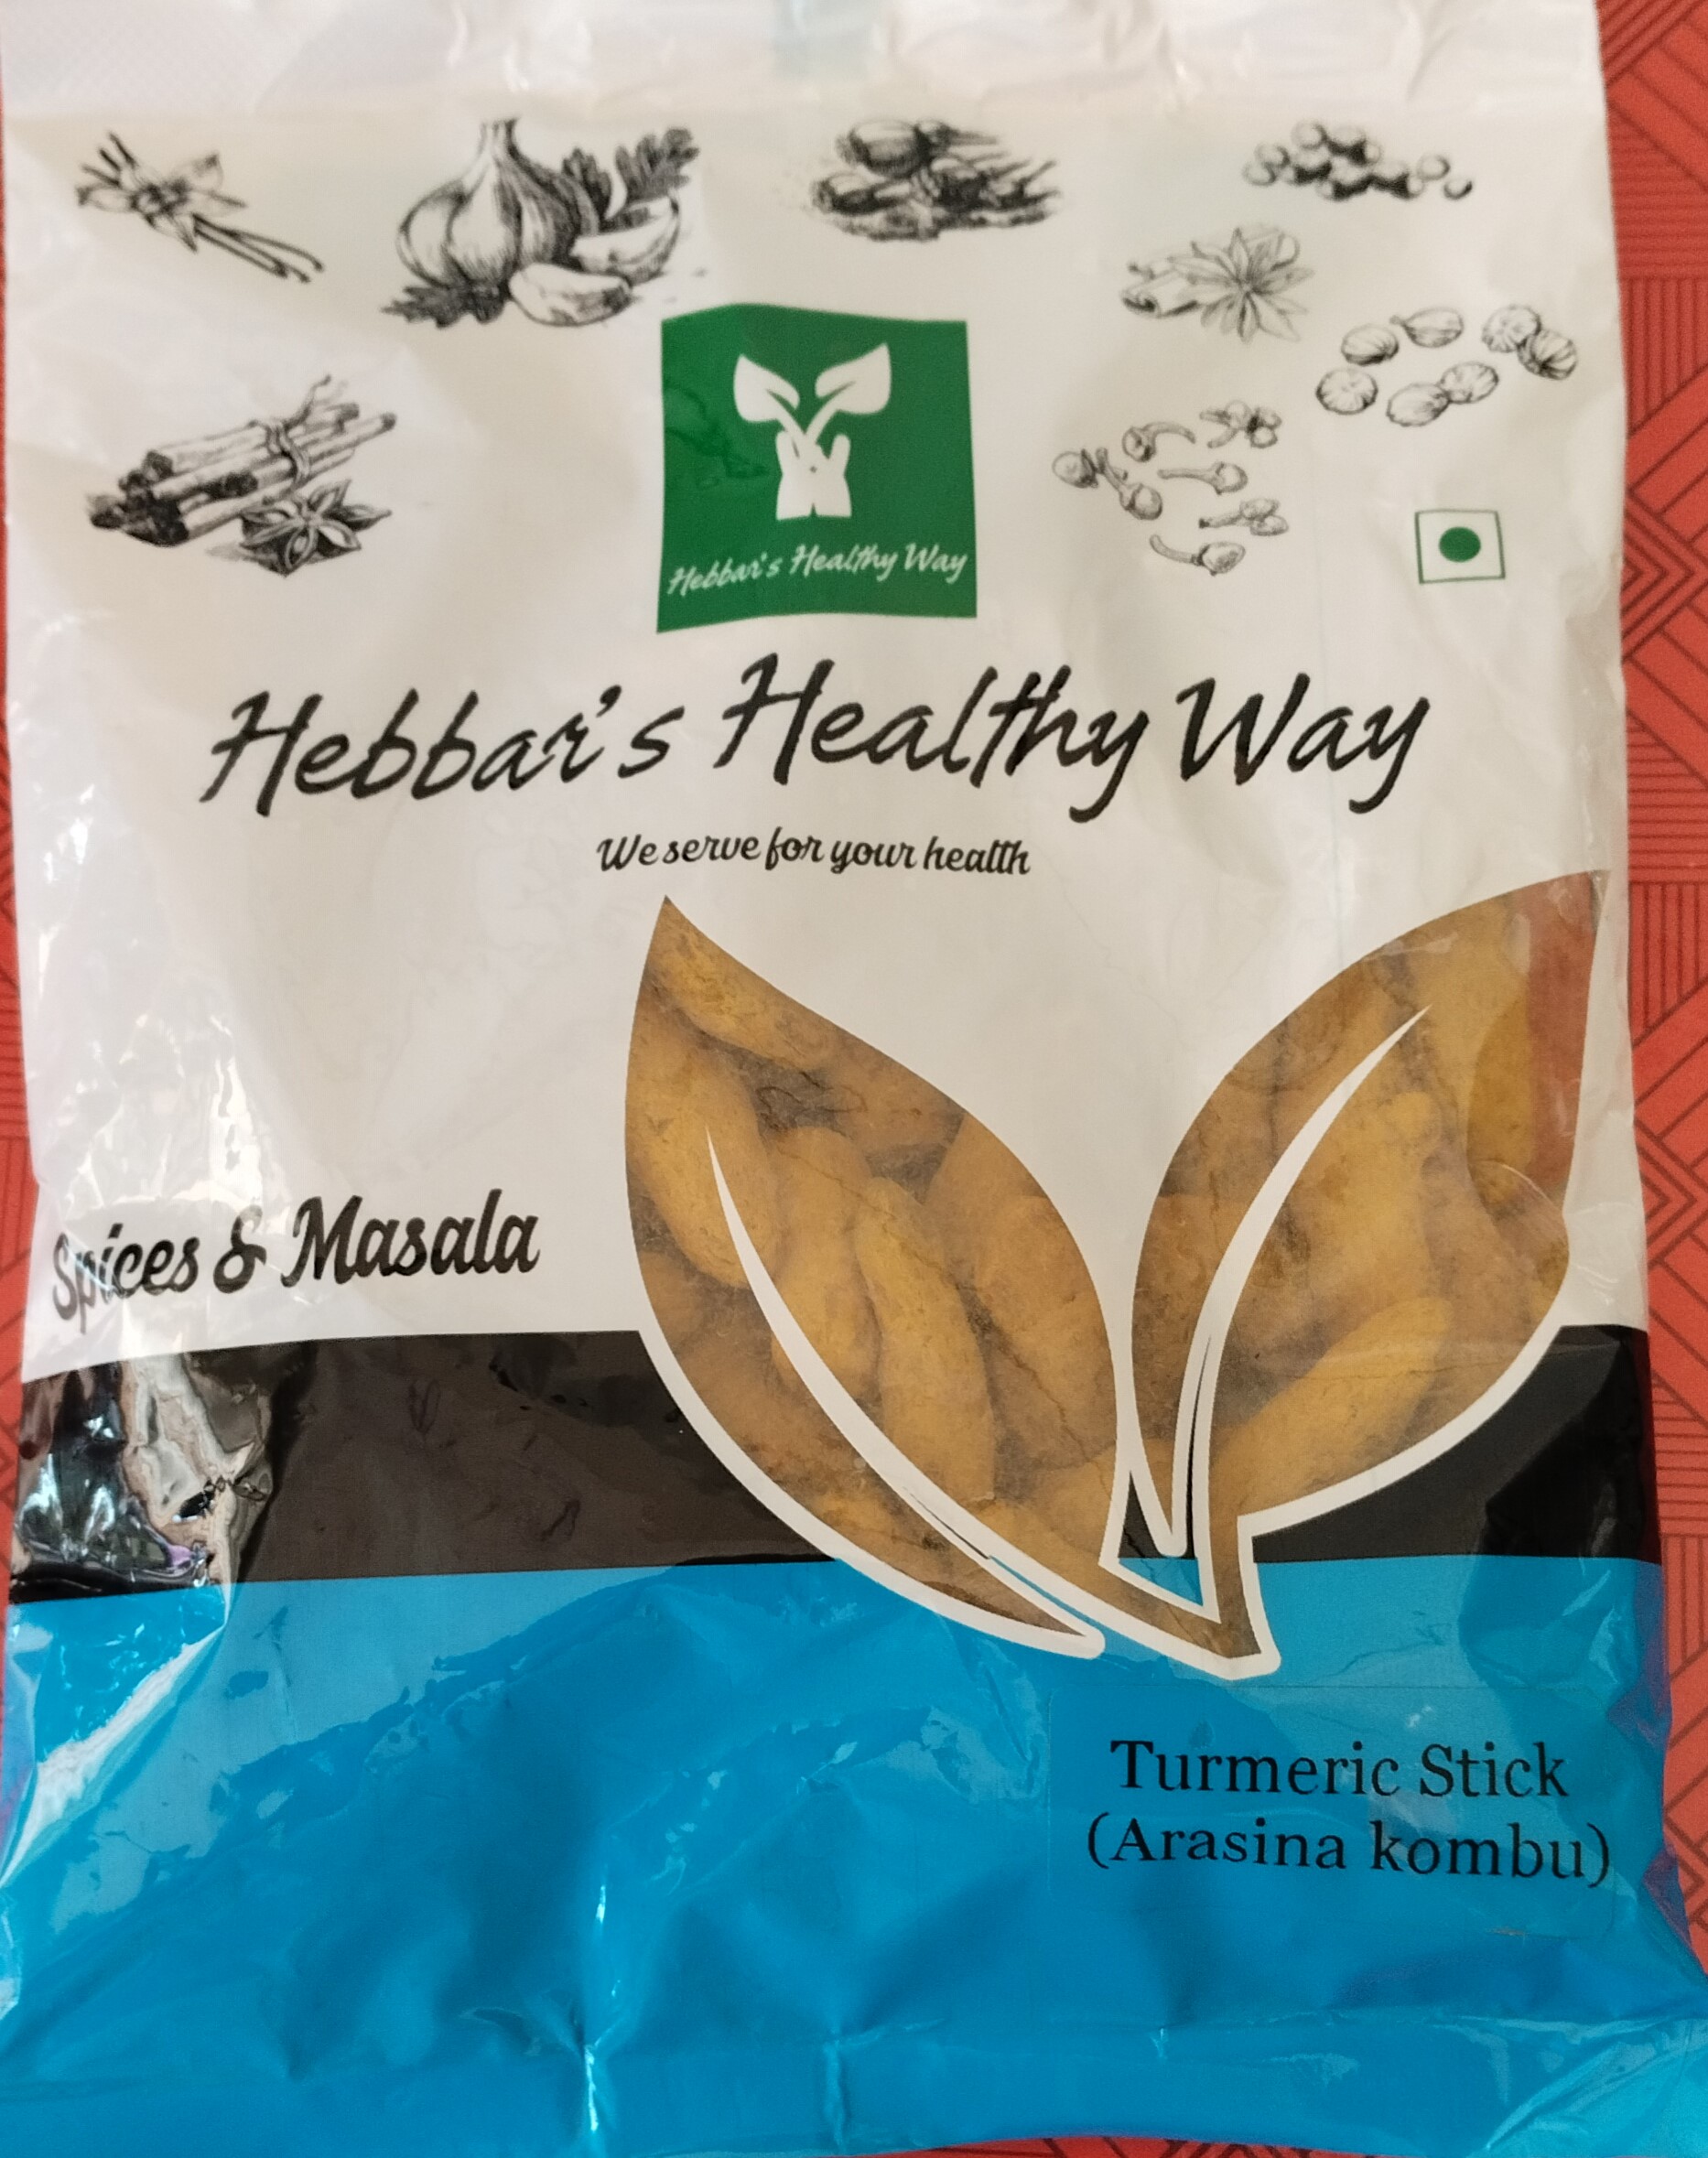 Hebbar's Healthy Way
Hebbar's Healthy Way
We serve for your health
Spices & Masala
Turmeric Stick
(Arasina kombu)